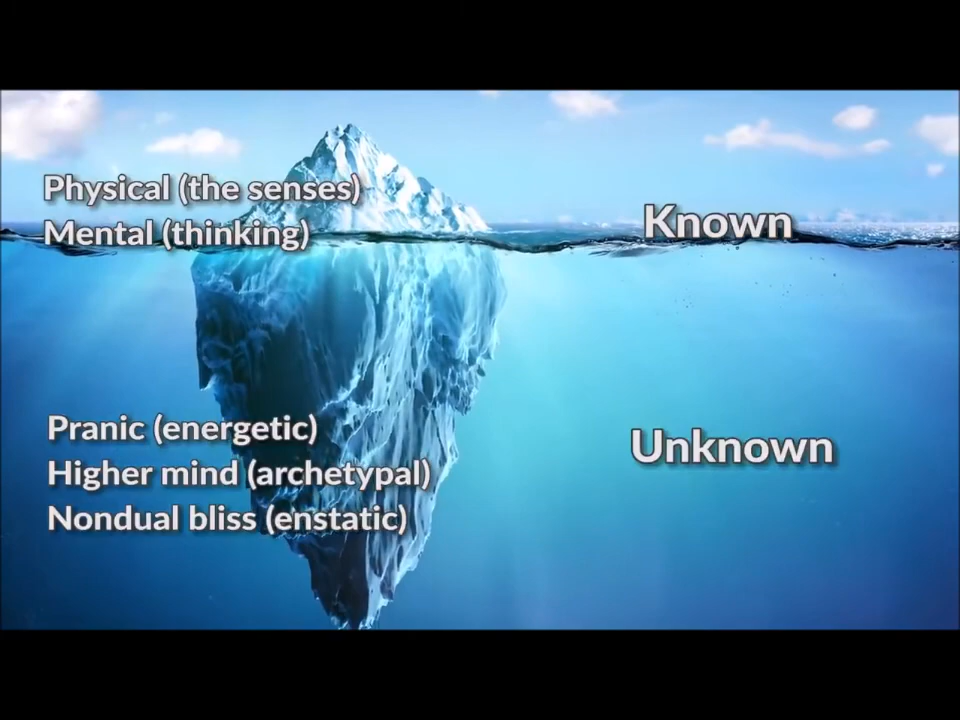 Physical (the senses)
Mental (thinking)
Known
Pranic (energetic)
Higher mind (archetypal)
Nondual bliss (enstatic)
Unknown